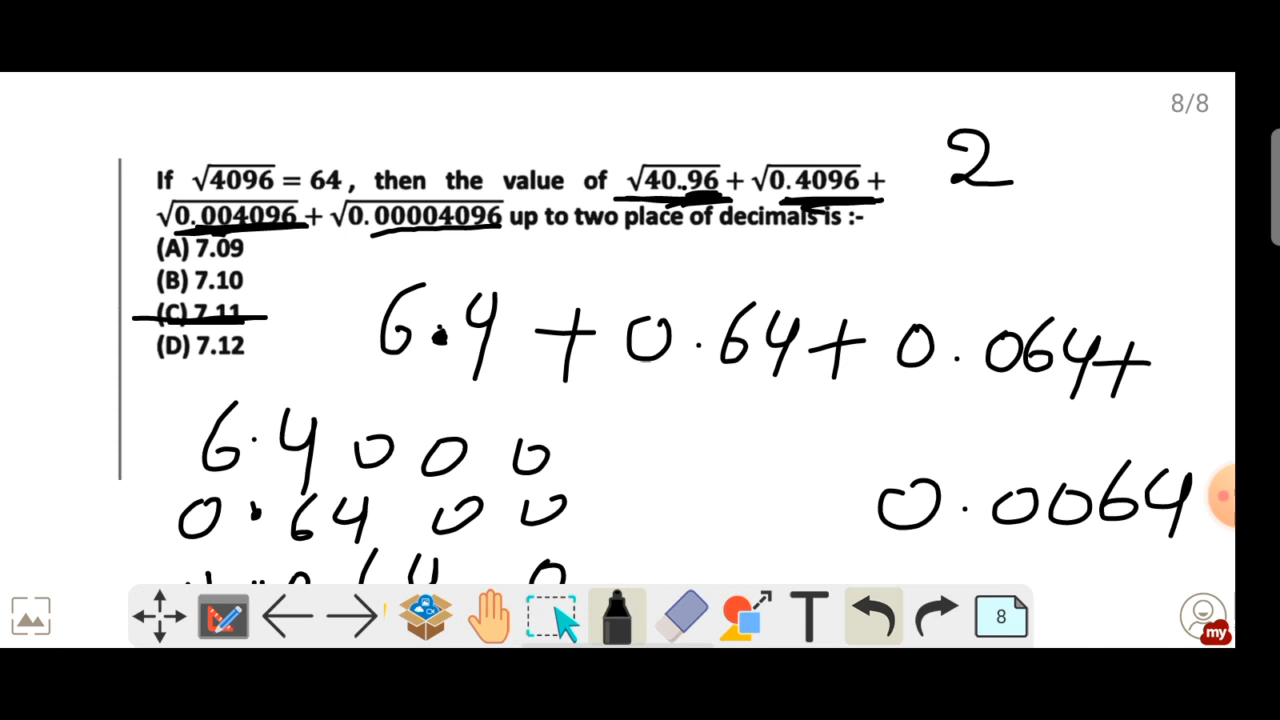 8/8
If √4096 = 64 , then the value of √40.96 + √0.4096 +
√0.004096 + √0.00004096 up to two place of decimals is :-
2
(A) 7.09
(B) 7.10
(C) 7.11
(D) 7.12
6.4 + 0.64 + 0.064 +
0.0064
6.4000
0.6400
T
8
my